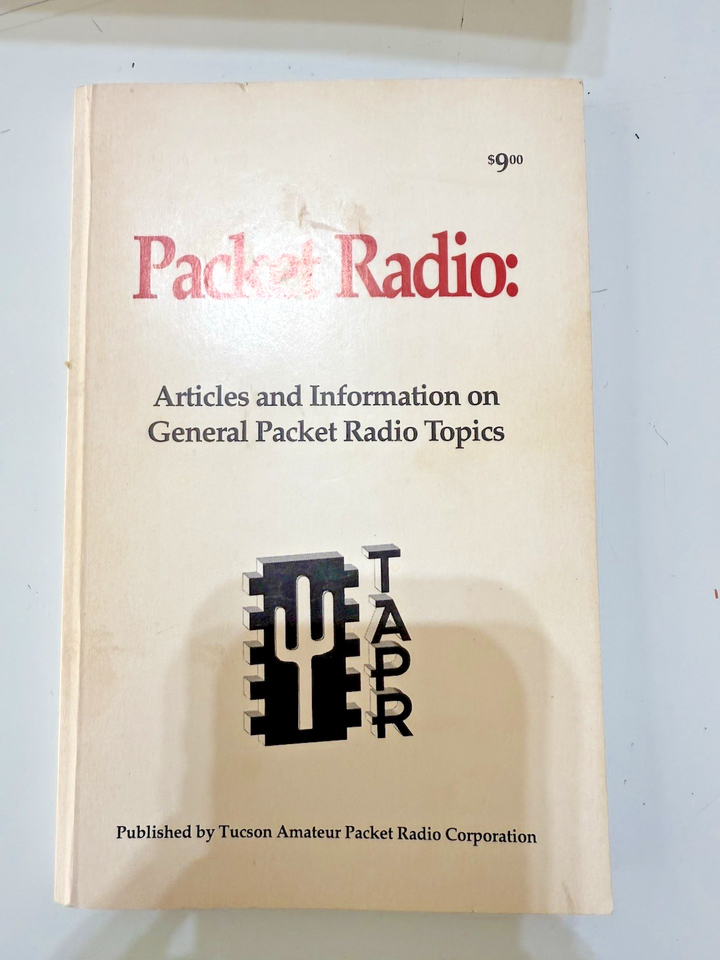 $9.00
Packet Radio:
Articles and Information on
General Packet Radio Topics
TAPR
Published by Tucson Amateur Packet Radio Corporation